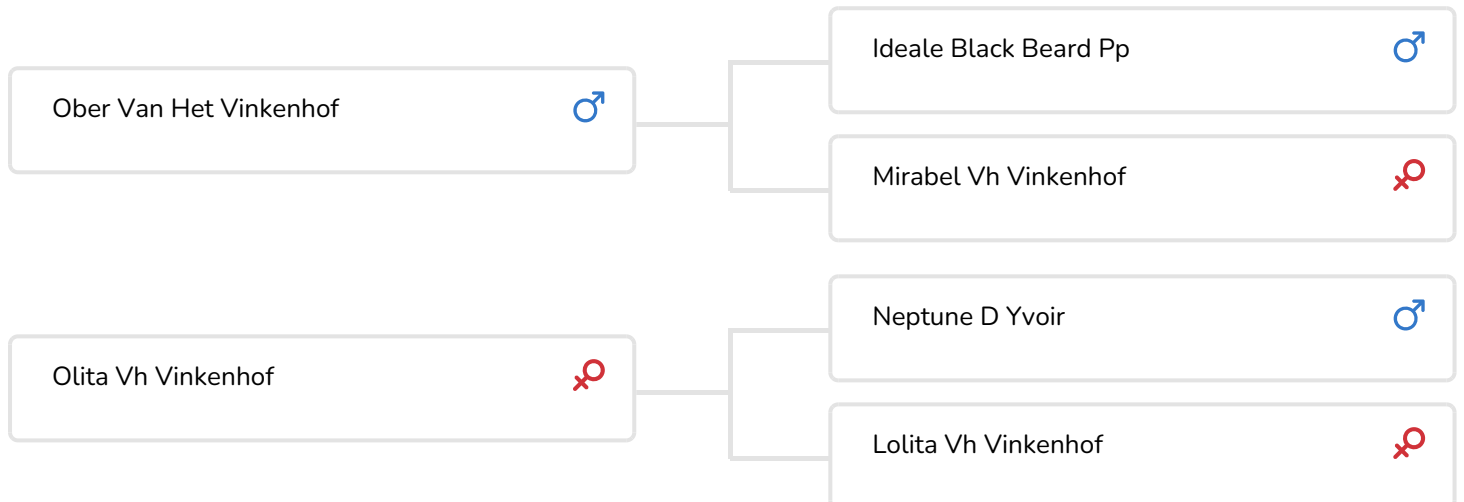 Ideale Black Beard Pp
Ober Van Het Vinkenhof
Mirabel Vh Vinkenhof
Neptune D Yvoir
Olita Vh Vinkenhof
Lolita Vh Vinkenhof